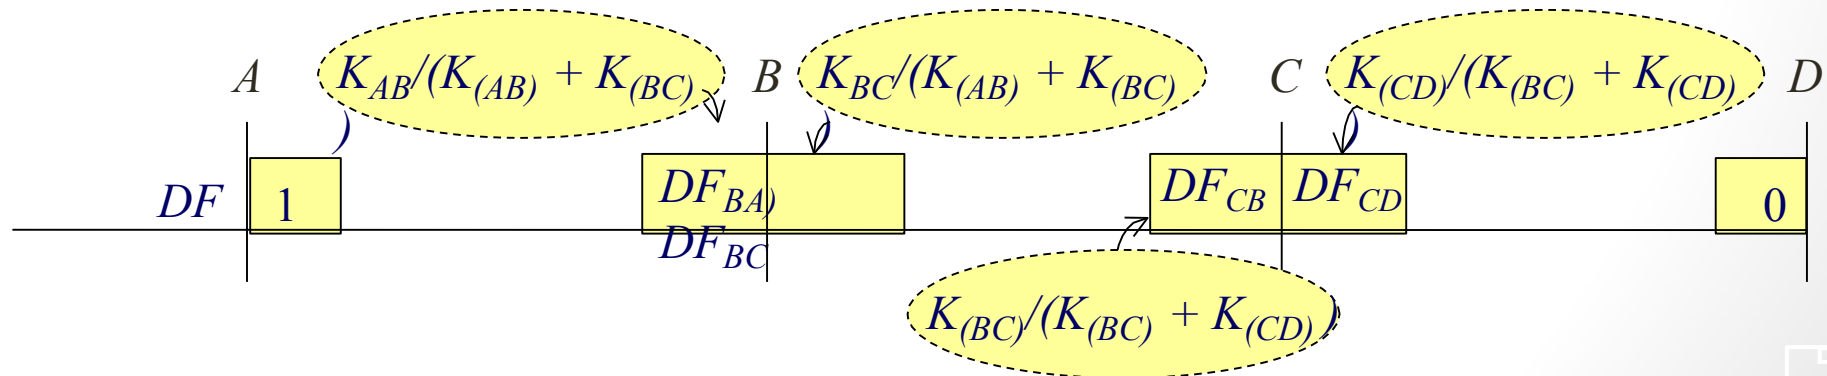 A K_AB/(K_(AB) + K_(BC) B K_BC/(K_(AB) + K_(BC) C K_(CD)/(K_(BC) + K_(CD) D
) ) )
DF 1 DF_BA) DF_CB DF_CD 0
DF_BC
K_(BC)/(K_(BC) + K_(CD))